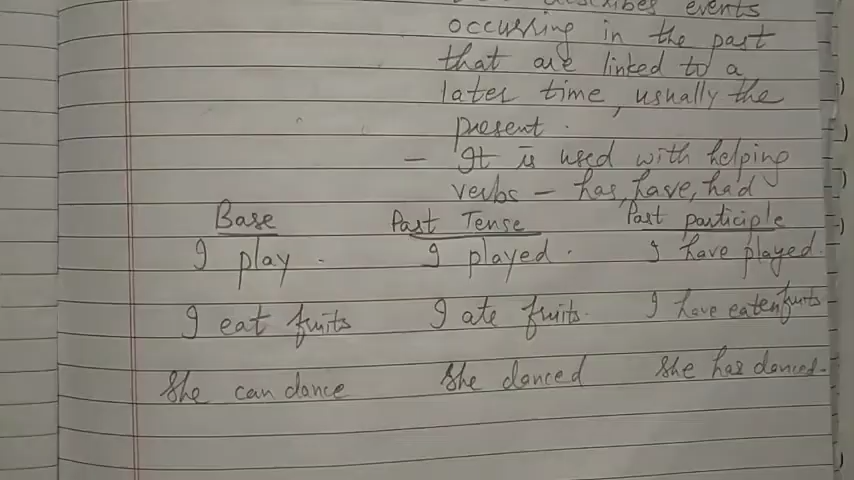 describes events
occurring in the past
that are linked to a
later time, usually the
present.
– It is used with helping
verbs – has, have, had
Base Past Tense Past participle
I play. I played. I have played.
I eat fruits I ate fruits. I have eaten fruits
She can dance She danced She has danced.